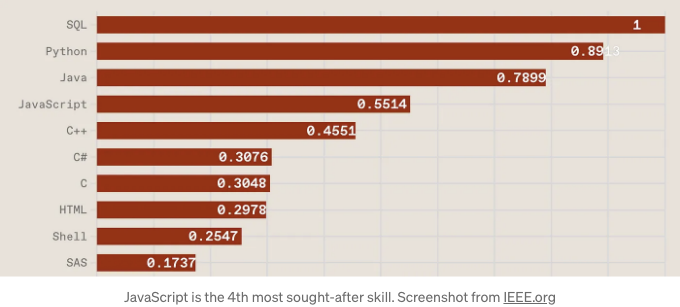 SQL 1
Python 0.8913
Java 0.7899
JavaScript 0.5514
C++ 0.4551
C# 0.3076
C 0.3048
HTML 0.2978
Shell 0.2547
SAS 0.1737
JavaScript is the 4th most sought-after skill. Screenshot from IEEE.org